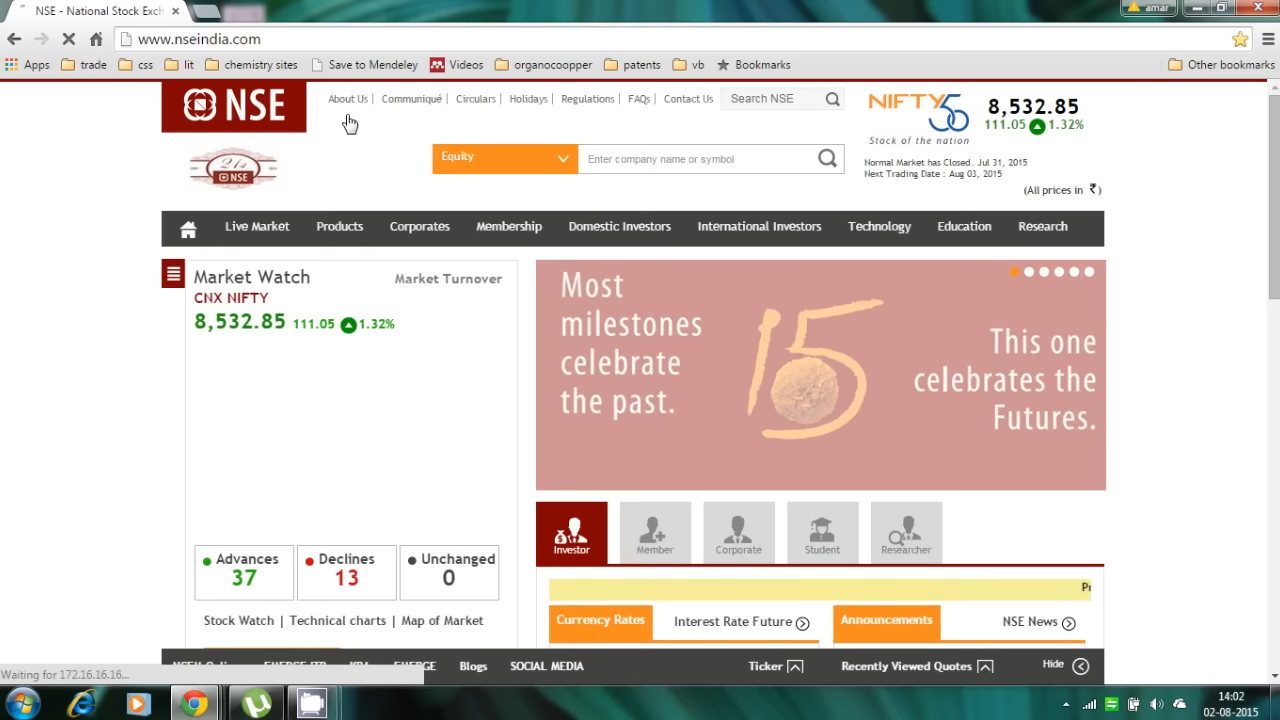 NSE - National Stock Exch
amar
www.nseindia.com
Apps trade css lit chemistry sites Save to Mendeley Videos organocoopper patents vb Bookmarks Other bookmarks
NSE
About Us | Communiqué | Circulars | Holidays | Regulations | FAQs | Contact Us
Search NSE
NIFTY 50
Stock of the nation
8,532.85
111.05 1.32%
NSE
Equity
Enter company name or symbol
Normal Market has Closed. Jul 31, 2015
Next Trading Date : Aug 03, 2015
(All prices in ₹)
Live Market Products Corporates Membership Domestic Investors International Investors Technology Education Research
Market Watch Market Turnover
CNX NIFTY
8,532.85 111.05 1.32%
Most
milestones
celebrate
the past.
15
This one
celebrates the
Futures.
Advances
37
Declines
13
Unchanged
0
Stock Watch | Technical charts | Map of Market
Investor Member Corporate Student Researcher
Currency Rates Interest Rate Future
Announcements NSE News
EMERGE Blogs SOCIAL MEDIA Ticker Recently Viewed Quotes Hide
Waiting for 172.16.16.16...
14:02
02-08-2015